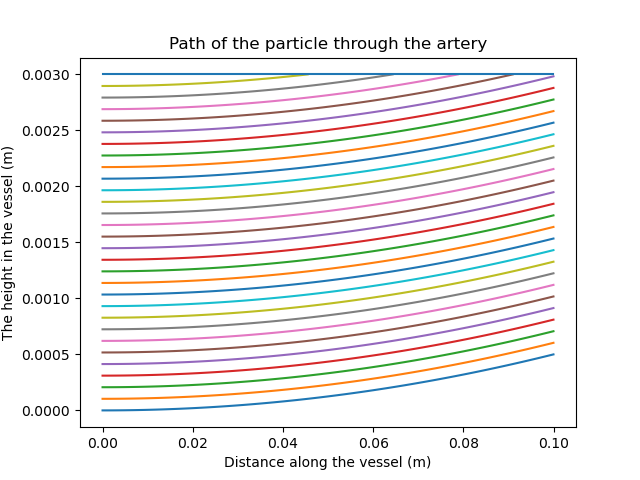 Path of the particle through the artery
The height in the vessel (m)
0.0030
0.0025
0.0020
0.0015
0.0010
0.0005
0.0000
0.00 0.02 0.04 0.06 0.08 0.10
Distance along the vessel (m)